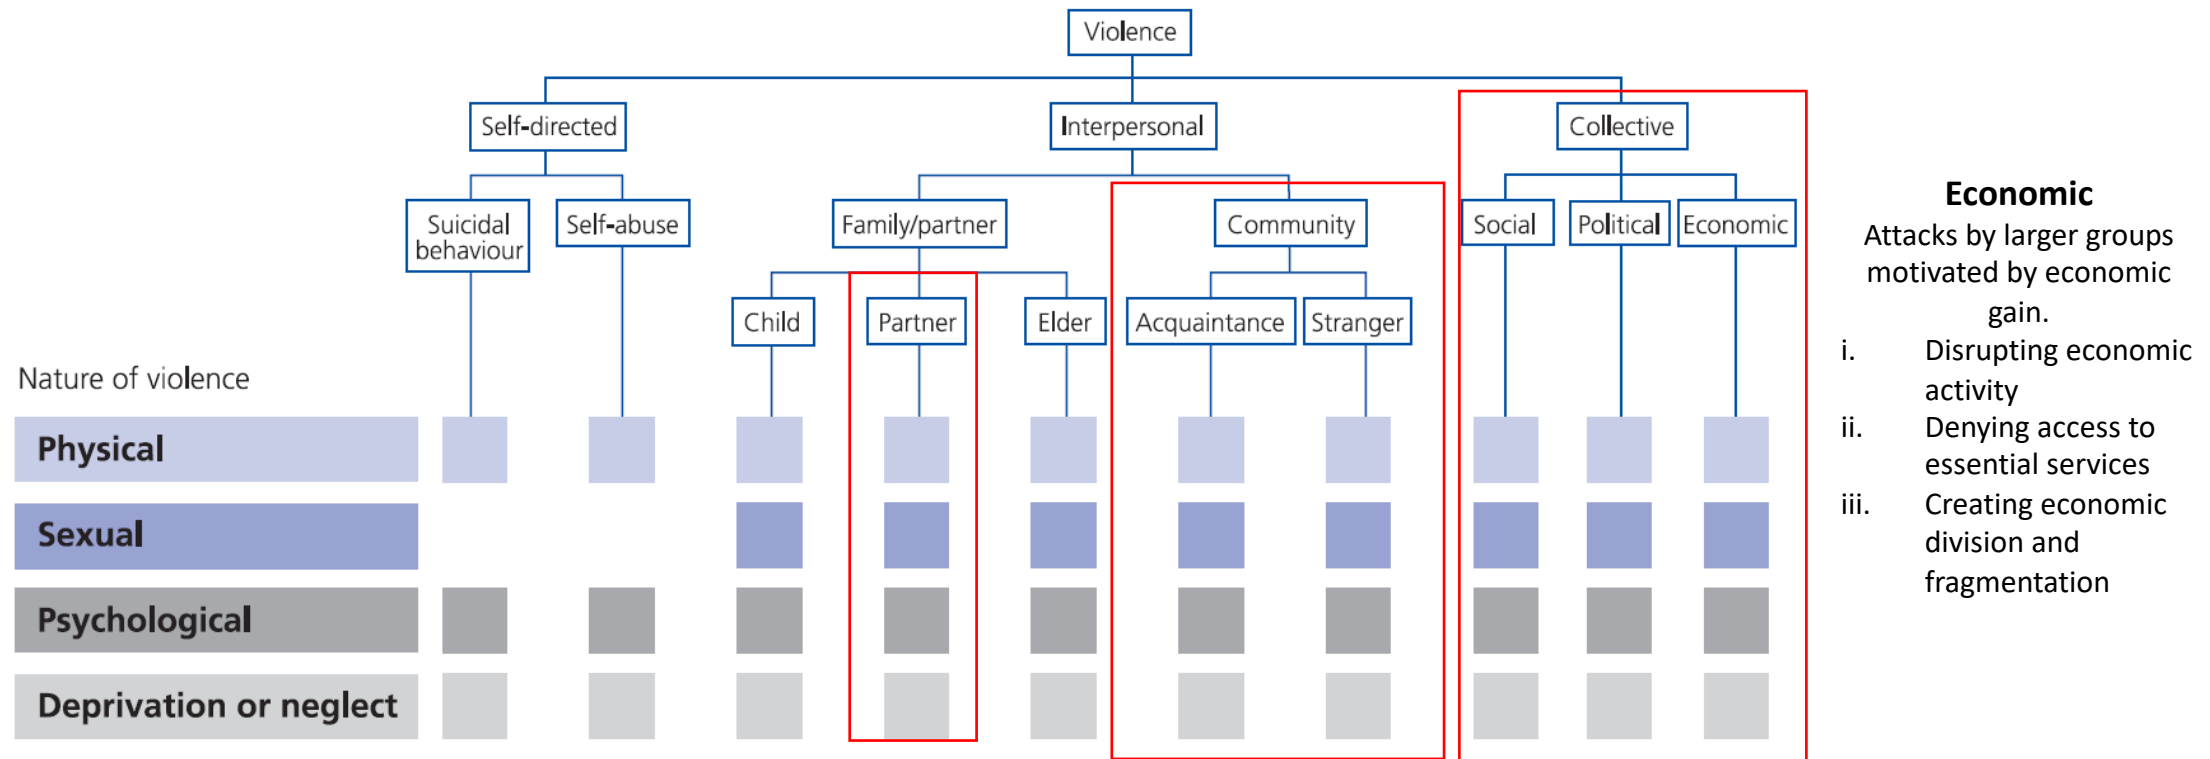 Violence
Self-directed
Interpersonal
Collective
Suicidal
behaviour
Self-abuse
Family/partner
Community
Social
Political
Economic
Child
Partner
Elder
Acquaintance
Stranger
Nature of violence
Physical
Sexual
Psychological
Deprivation or neglect
Economic
Attacks by larger groups
motivated by economic
gain.
i. Disrupting economic
activity
ii. Denying access to
essential services
iii. Creating economic
division and
fragmentation